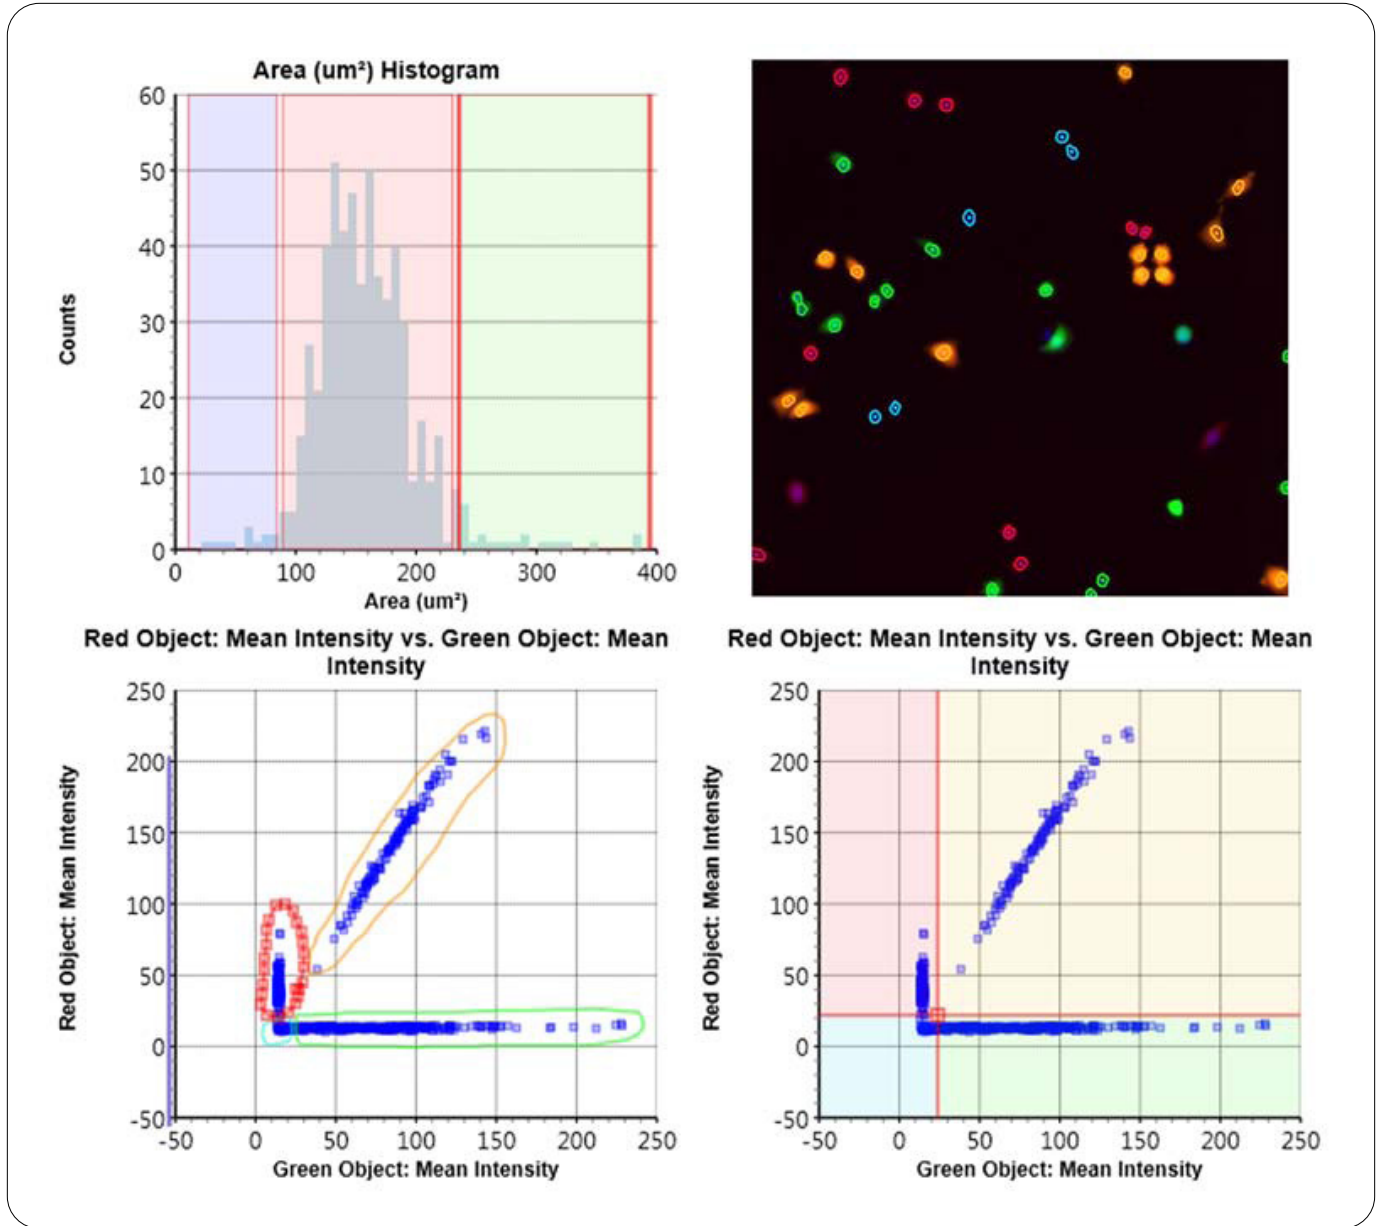 Area (um²) Histogram
60
50
40
30
20
10
0
0 100 200 300 400
Counts
Area (um²)
Red Object: Mean Intensity vs. Green Object: Mean
Intensity
250
200
150
100
50
0
-50
-50 0 50 100 150 200 250
Red Object: Mean Intensity
Green Object: Mean Intensity
Red Object: Mean Intensity vs. Green Object: Mean
Intensity
250
200
150
100
50
0
-50
-50 0 50 100 150 200 250
Red Object: Mean Intensity
Green Object: Mean Intensity